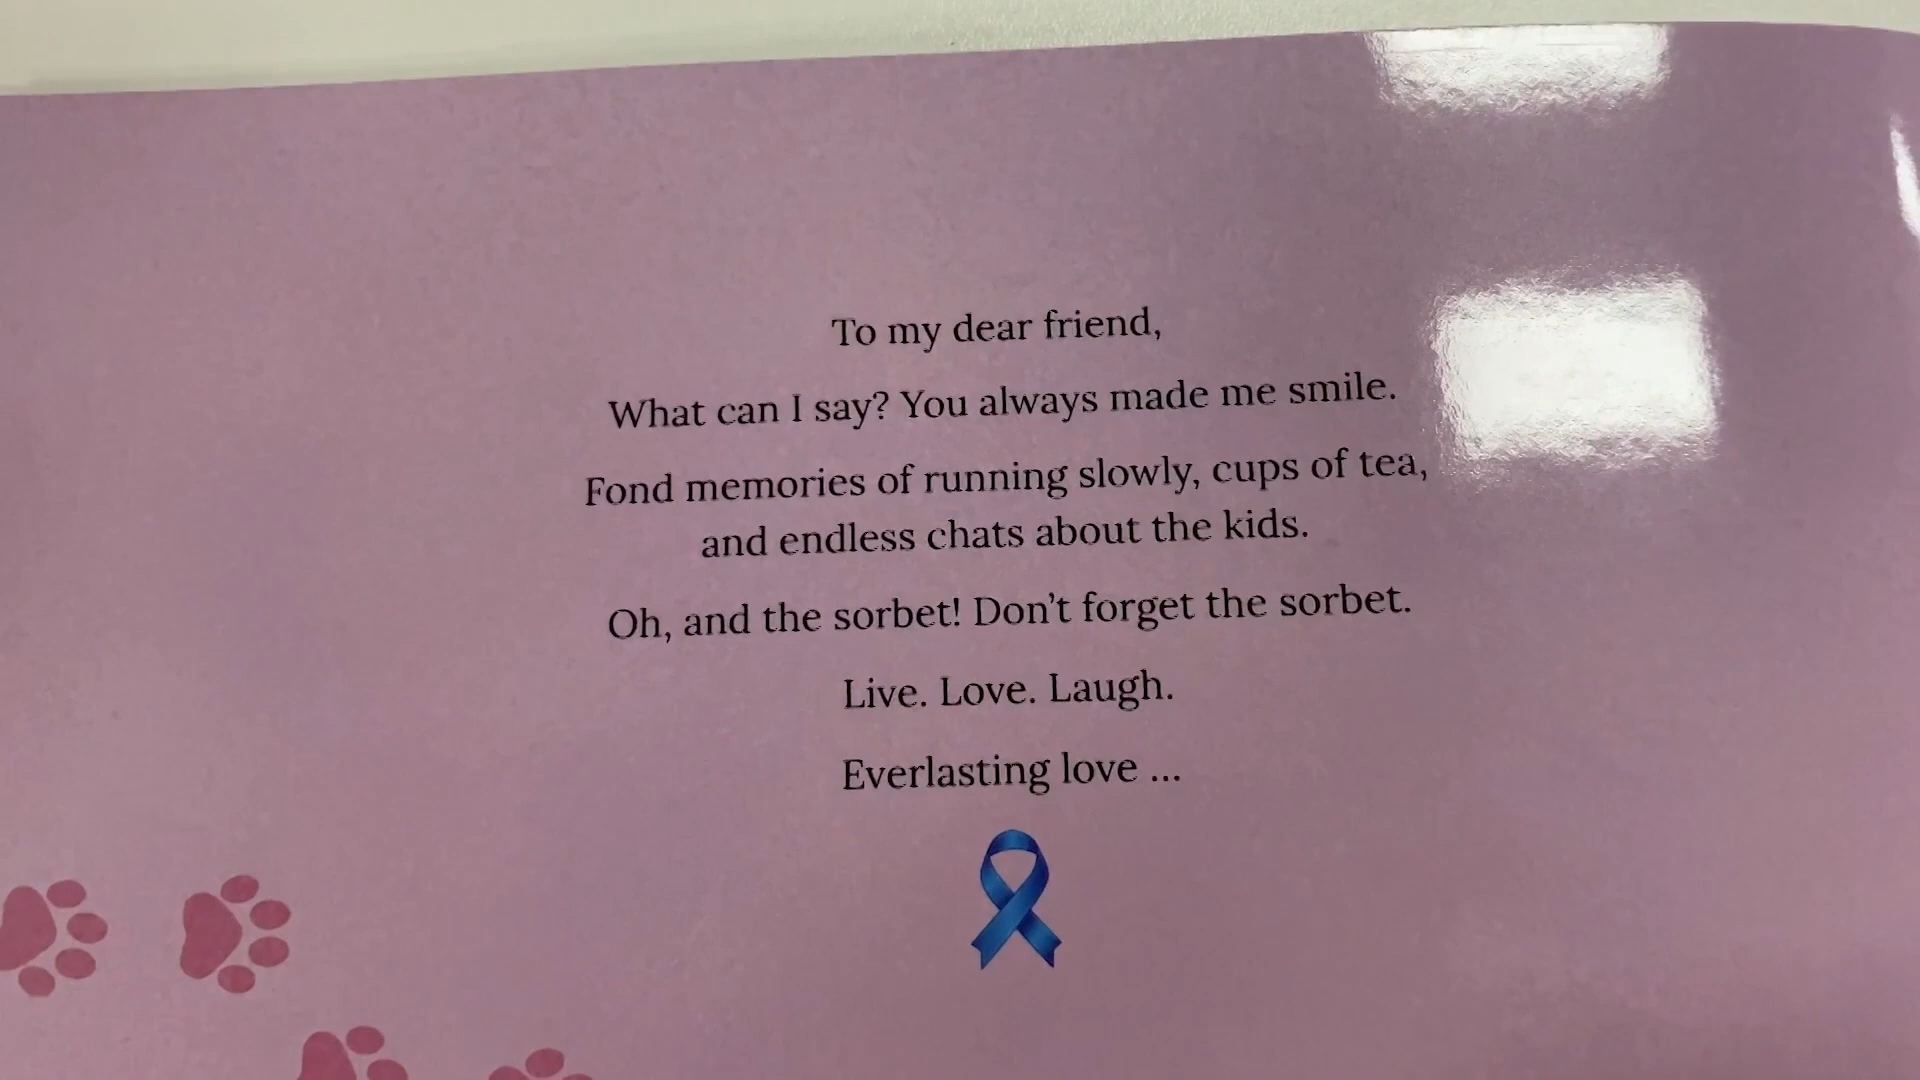 To my dear friend,
What can I say? You always made me smile.
Fond memories of running slowly, cups of tea,
and endless chats about the kids.
Oh, and the sorbet! Don’t forget the sorbet.
Live. Love. Laugh.
Everlasting love ...